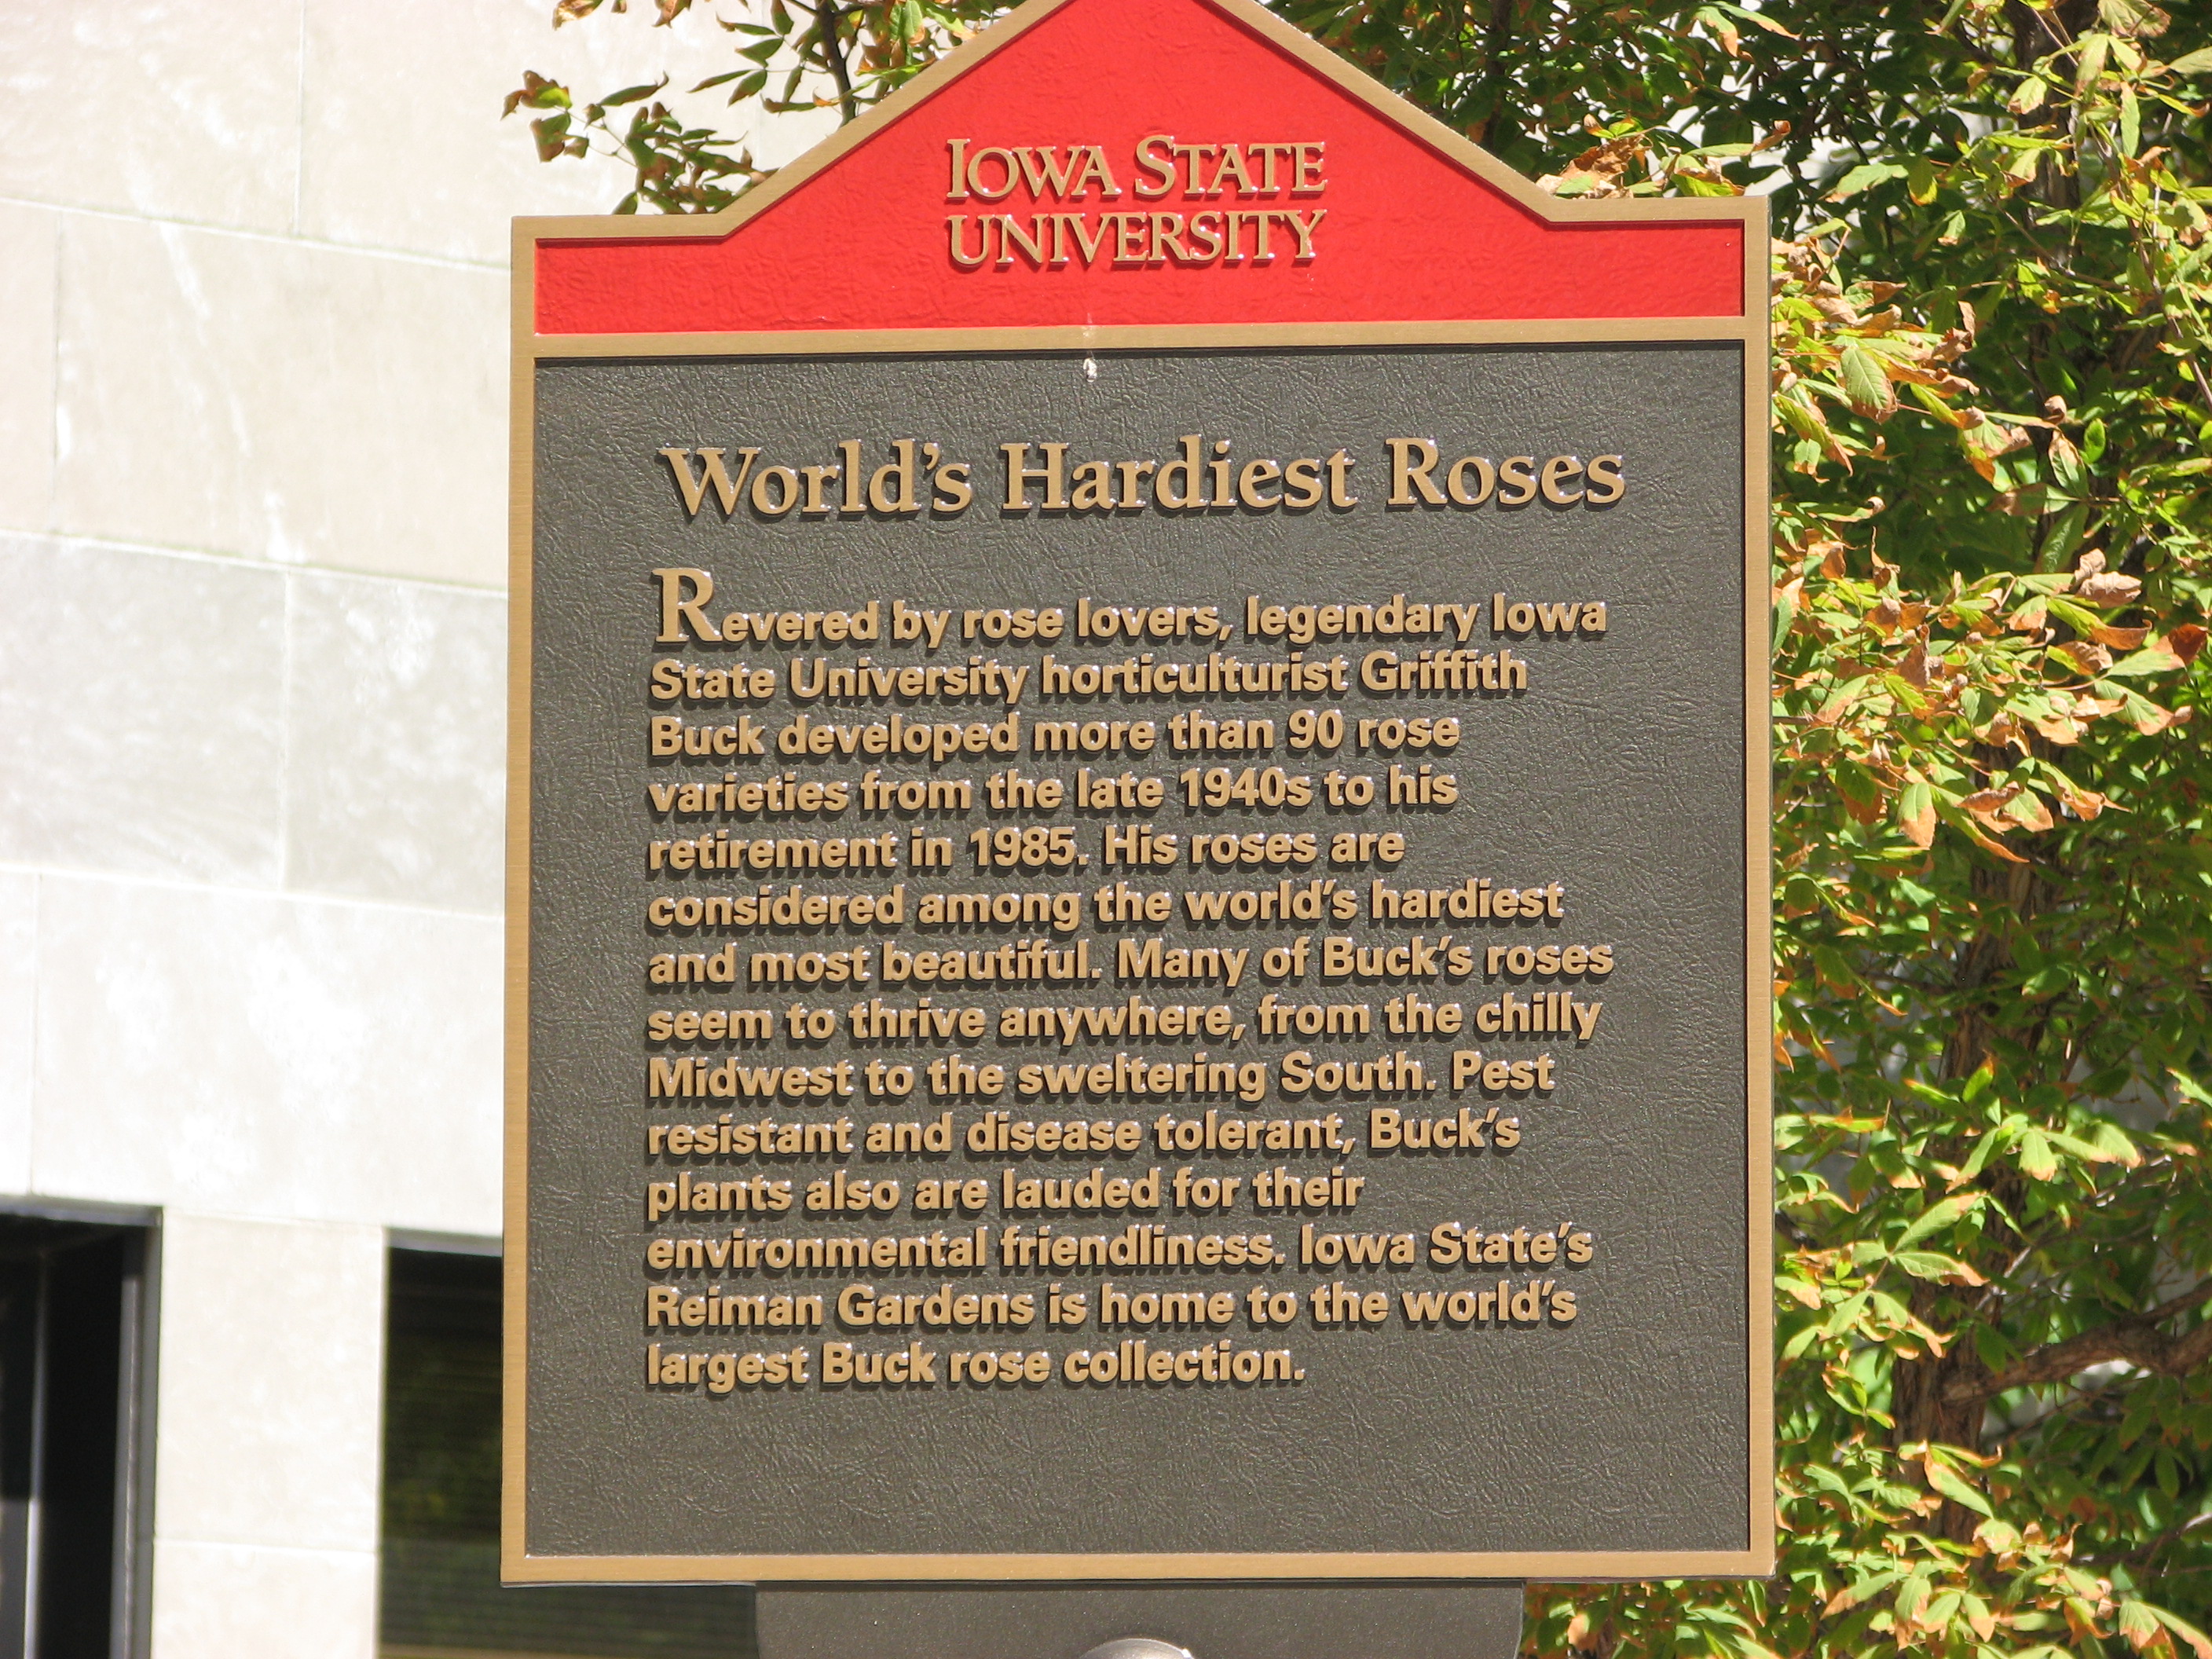 IOWA STATE
UNIVERSITY
World's Hardiest Roses
Revered by rose lovers, legendary Iowa
State University horticulturist Griffith
Buck developed more than 90 rose
varieties from the late 1940s to his
retirement in 1985. His roses are
considered among the world's hardiest
and most beautiful. Many of Buck's roses
seem to thrive anywhere, from the chilly
Midwest to the sweltering South. Pest
resistant and disease tolerant, Buck's
plants also are lauded for their
environmental friendliness. Iowa State's
Reiman Gardens is home to the world's
largest Buck rose collection.